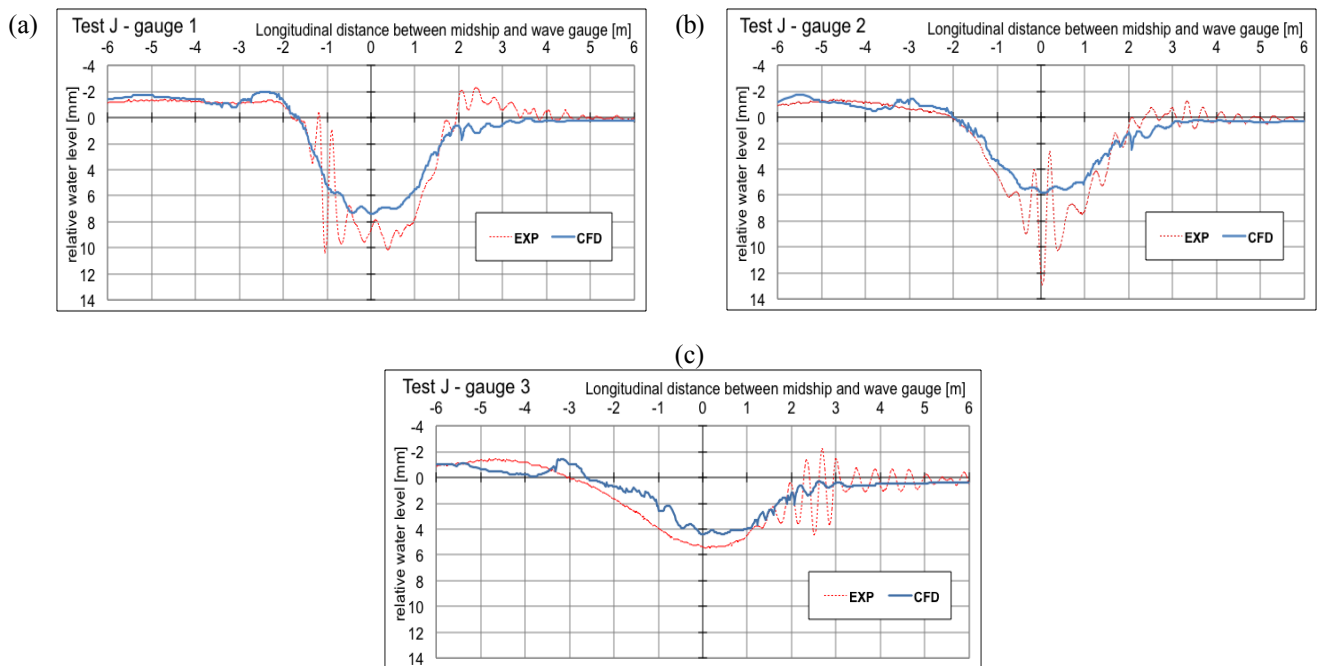 (a)
Test J - gauge 1
Longitudinal distance between midship and wave gauge [m]
-6 -5 -4 -3 -2 -1 0 1 2 3 4 5 6
relative water level [mm]
-4
-2
0
2
4
6
8
10
12
14
EXP CFD
(b)
Test J - gauge 2
Longitudinal distance between midship and wave gauge [m]
-6 -5 -4 -3 -2 -1 0 1 2 3 4 5 6
relative water level [mm]
-4
-2
0
2
4
6
8
10
12
14
EXP CFD
(c)
Test J - gauge 3
Longitudinal distance between midship and wave gauge [m]
-6 -5 -4 -3 -2 -1 0 1 2 3 4 5 6
relative water level [mm]
-4
-2
0
2
4
6
8
10
12
14
EXP CFD